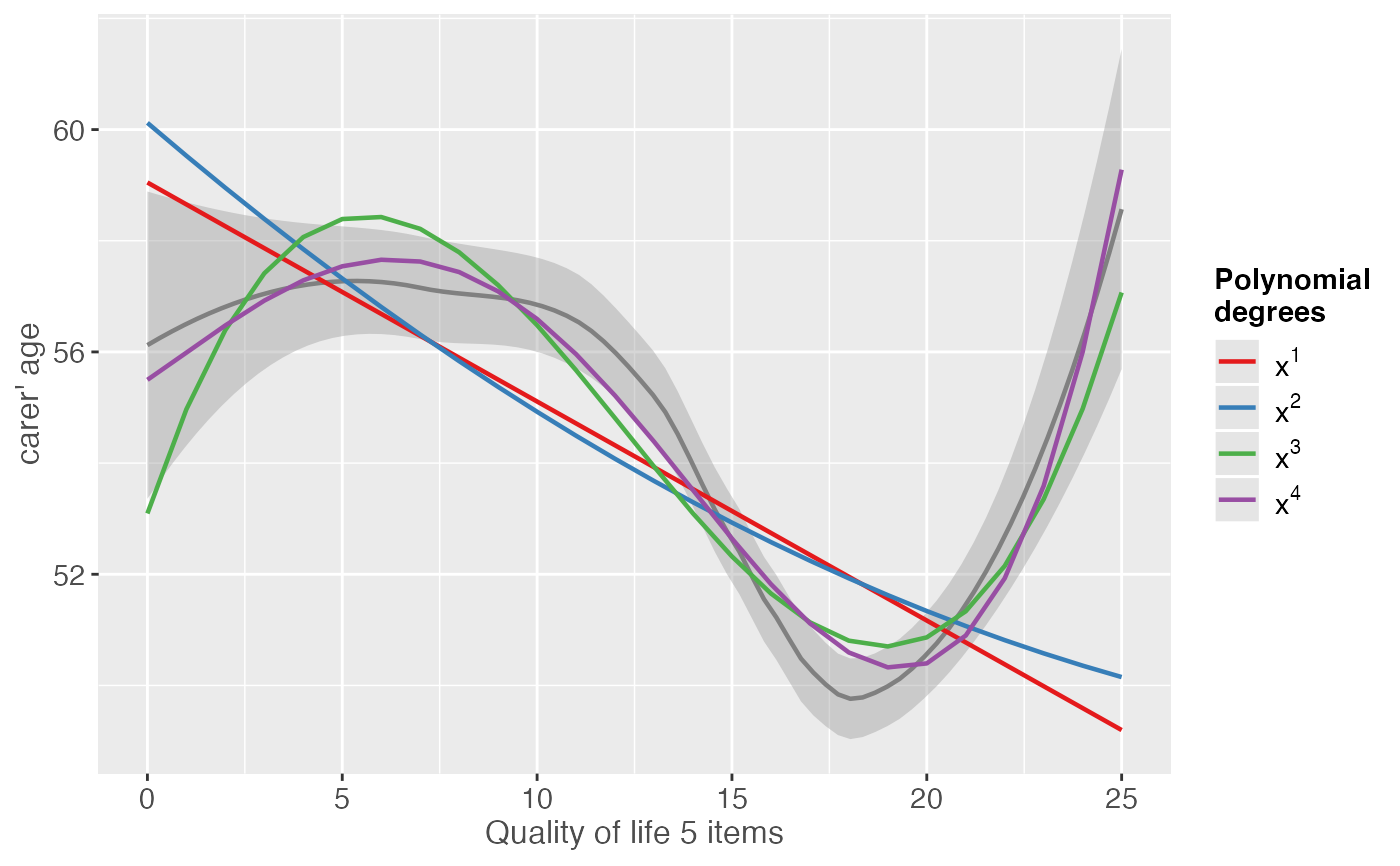 60
56
52
carer' age
0 5 10 15 20 25
Quality of life 5 items
Polynomial
degrees
x¹
x²
x³
x⁴